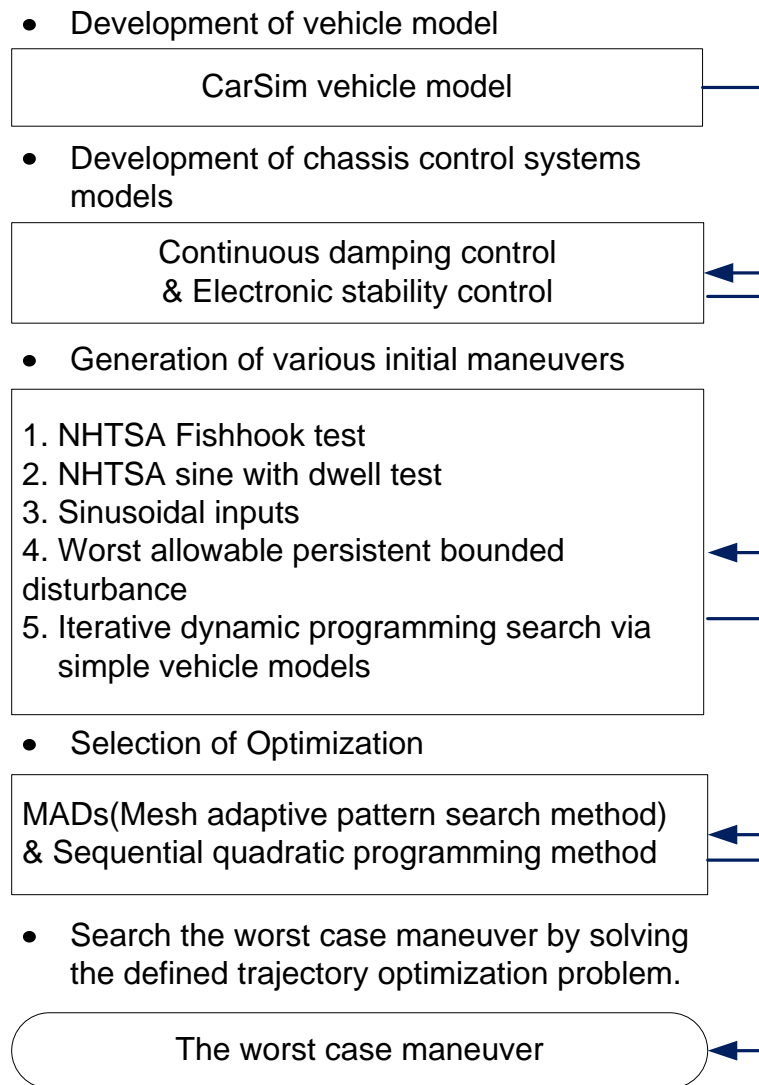 • Development of vehicle model
CarSim vehicle model
• Development of chassis control systems
models
Continuous damping control
& Electronic stability control
• Generation of various initial maneuvers
1. NHTSA Fishhook test
2. NHTSA sine with dwell test
3. Sinusoidal inputs
4. Worst allowable persistent bounded
disturbance
5. Iterative dynamic programming search via
simple vehicle models
• Selection of Optimization
MADs(Mesh adaptive pattern search method)
& Sequential quadratic programming method
• Search the worst case maneuver by solving
the defined trajectory optimization problem.
The worst case maneuver